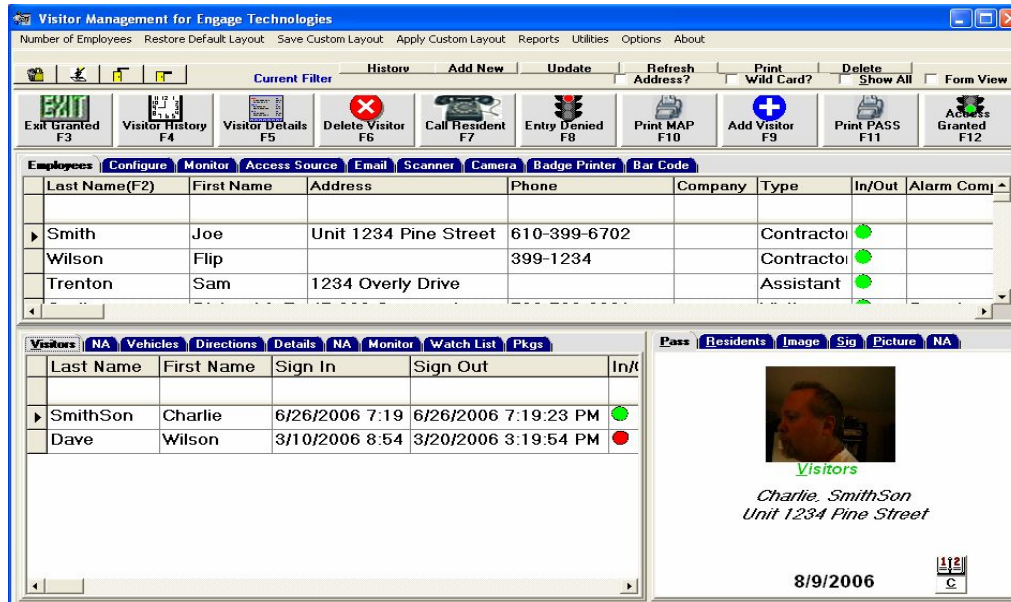 Visitor Management for Engage Technologies
Number of Employees Restore Default Layout Save Custom Layout Apply Custom Layout Reports Utilities Options About
History Add New Update Refresh Print Delete
Current Filter Address? Wild Card? Show All Form View
EXIT
Exit Granted Visitor History Visitor Details Delete Visitor Call Resident Entry Denied Print MAP Add Visitor Print PASS Access Granted
F3 F4 F5 F6 F7 F8 F10 F9 F11 F12
Employees Configure Monitor Access Source Email Scanner Camera Badge Printer Bar Code
Last Name(F2) First Name Address Phone Company Type In/Out Alarm Com
Smith Joe Unit 1234 Pine Street 610-399-6702 Contractor
Wilson Flip 399-1234 Contractor
Trenton Sam 1234 Overly Drive Assistant
Visitors NA Vehicles Directions Details NA Monitor Watch List Pkgs
Last Name First Name Sign In Sign Out In/
SmithSon Charlie 6/26/2006 7:19 6/26/2006 7:19:23 PM
Dave Wilson 3/10/2006 8:54 3/20/2006 3:19:54 PM
Pass Residents Image Sig Picture NA
Visitors
Charlie, SmithSon
Unit 1234 Pine Street
8/9/2006
C